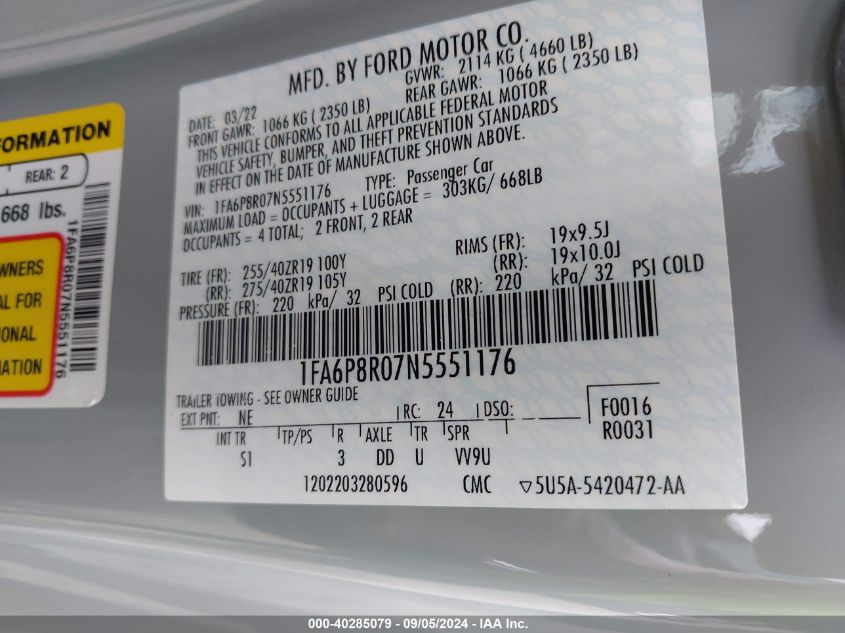 FORMATION
REAR: 2
668 lbs.
1FA6P8R07N5551176
OWNERS
AL FOR
IONAL
MATION
MFD. BY FORD MOTOR CO.
DATE: 03/22 GVWR: 2114 KG ( 4660 LB)
FRONT GAWR: 1066 KG ( 2350 LB) REAR GAWR: 1066 KG ( 2350 LB)
THIS VEHICLE CONFORMS TO ALL APPLICABLE FEDERAL MOTOR
VEHICLE SAFETY, BUMPER, AND THEFT PREVENTION STANDARDS
IN EFFECT ON THE DATE OF MANUFACTURE SHOWN ABOVE.
VIN: 1FA6P8R07N5551176 TYPE: Passenger Car
MAXIMUM LOAD = OCCUPANTS + LUGGAGE = 303KG/ 668LB
OCCUPANTS = 4 TOTAL; 2 FRONT, 2 REAR
TIRE (FR): 255/40ZR19 100Y RIMS (FR): 19x9.5J
(RR): 275/40ZR19 105Y (RR): 19x10.0J
PRESSURE (FR): 220 kPa/ 32 PSI COLD (RR): 220 kPa/ 32 PSI COLD
1FA6P8R07N5551176
TRAILER TOWING - SEE OWNER GUIDE
EXT PNT: NE RC: 24 DSO: F0016
INT TR TP/PS R AXLE TR SPR R0031
S1 3 DD U VV9U
1202203280596 CMC ▽5U5A-5420472-AA
000-40285079 - 09/05/2024 - IAA Inc.